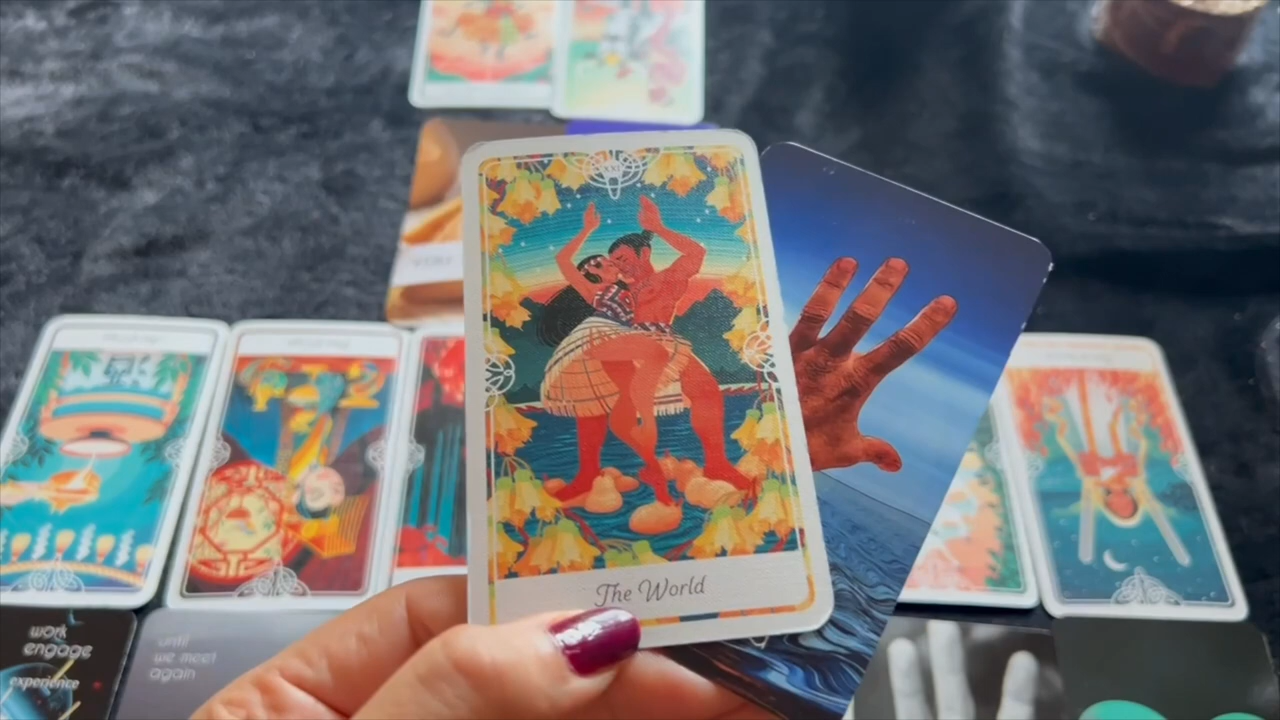 The World
work
engage
experience
until
we meet
again